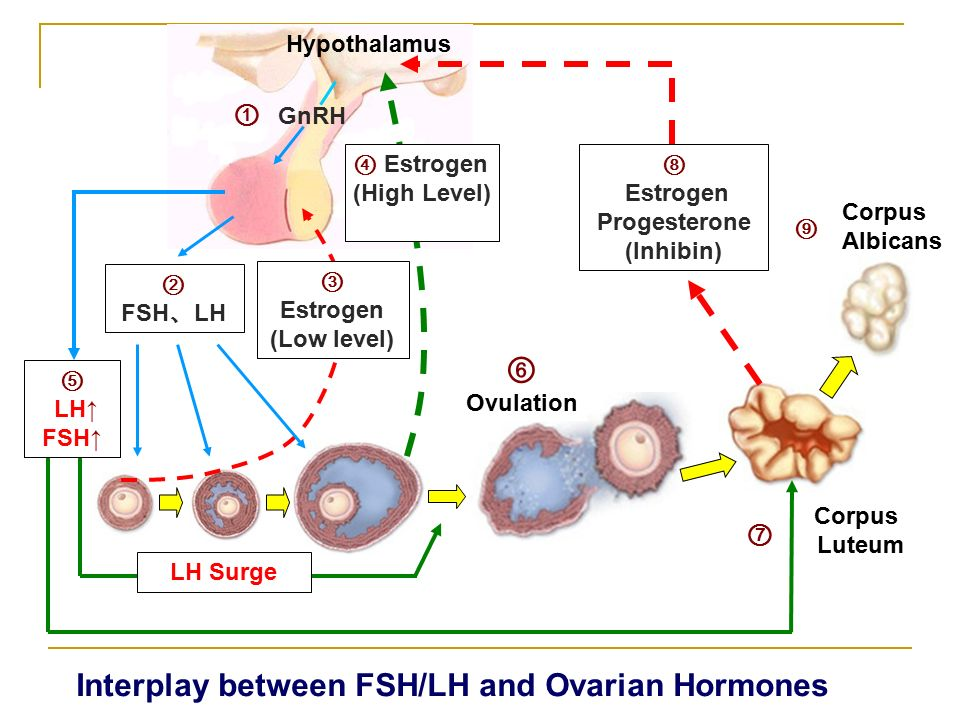 Hypothalamus
① GnRH
② 
FSH、LH
③
Estrogen
(Low level)
④ Estrogen
(High Level)
⑤
LH↑
FSH↑
LH Surge
⑥
Ovulation
⑦
Corpus
Luteum
⑧
Estrogen
Progesterone
(Inhibin)
⑨
Corpus
Albicans
Interplay between FSH/LH and Ovarian Hormones